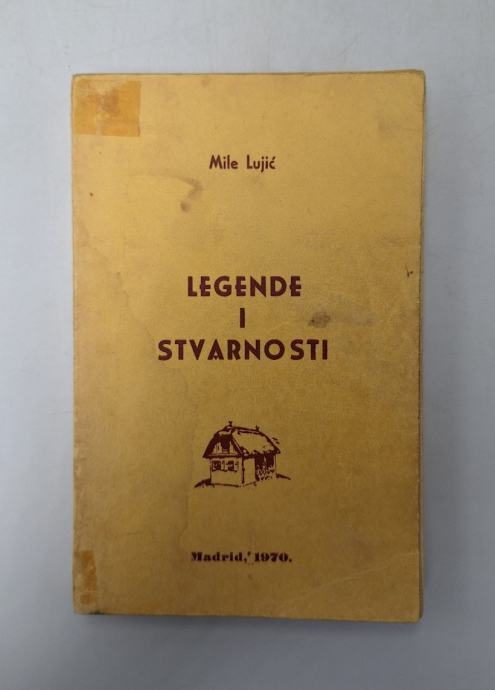 Mile Lujić
LEGENDE
I
STVARNOSTI
Madrid, 1970.